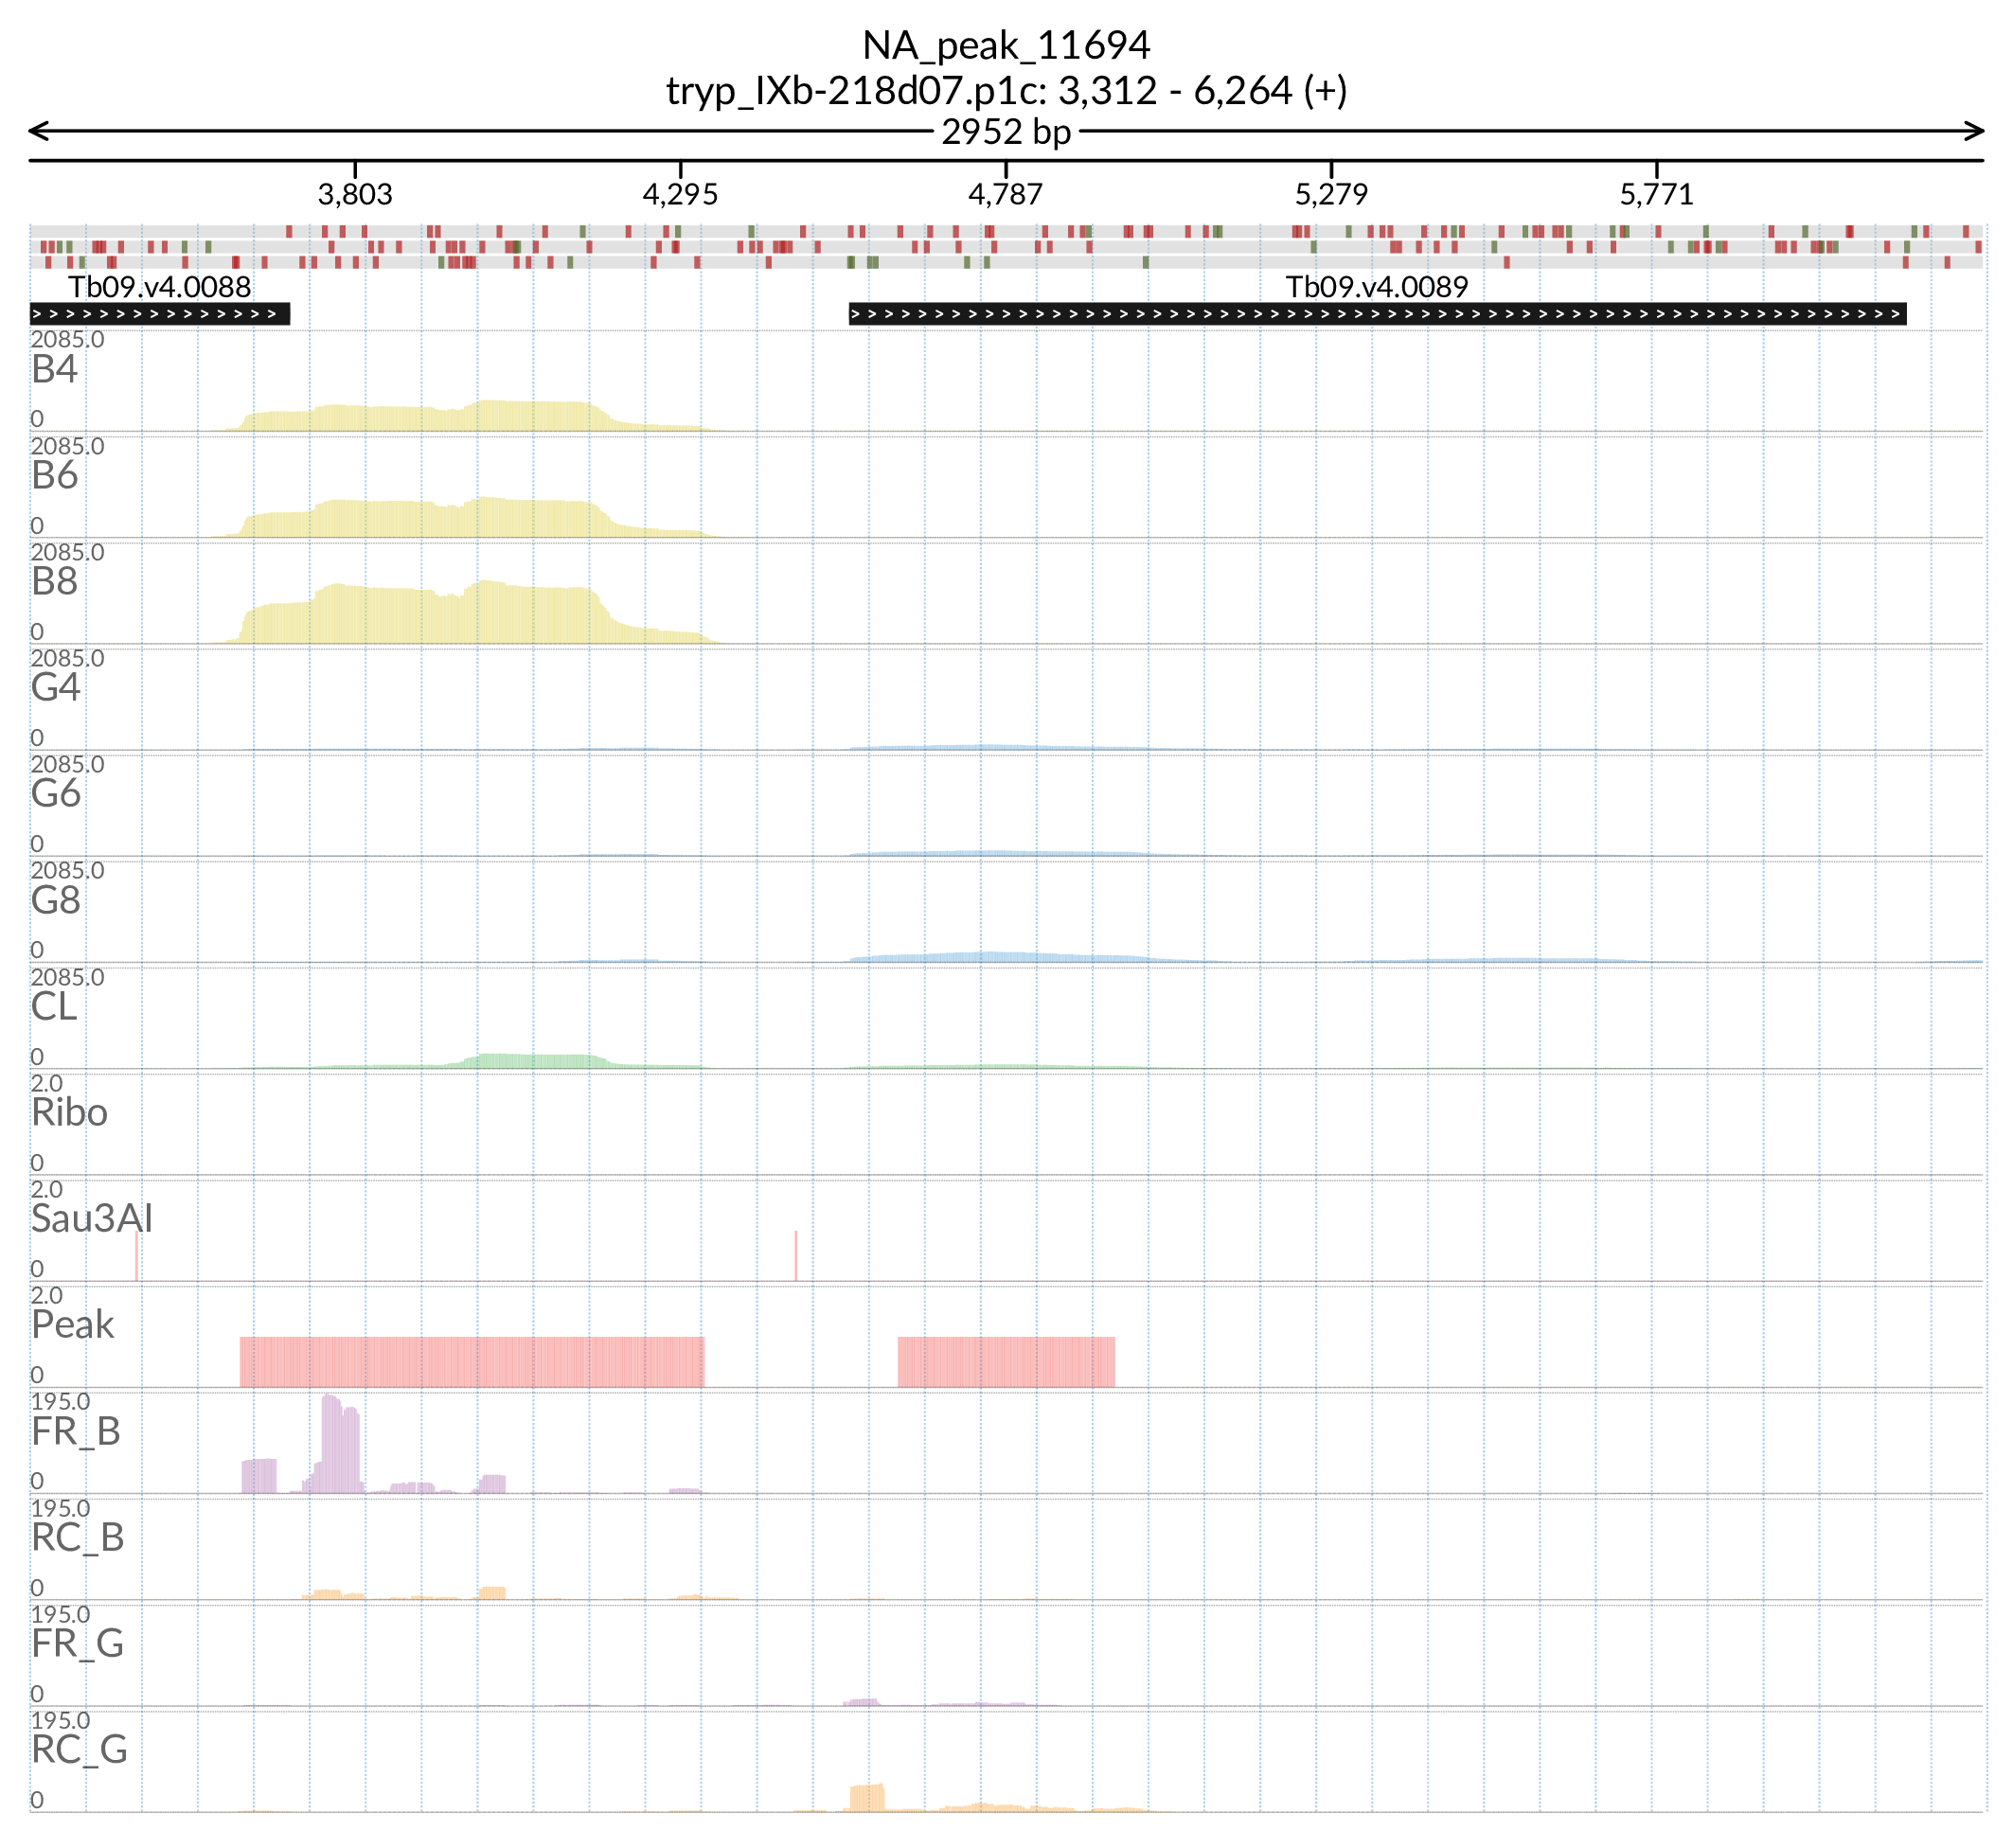 NA_peak_11694
tryp_IXb-218d07.p1c: 3,312 - 6,264 (+)
2952 bp
3,803 4,295 4,787 5,279 5,771
Tb09.v4.0088 Tb09.v4.0089
2085.0
B4
0
2085.0
B6
0
2085.0
B8
0
2085.0
G4
0
2085.0
G6
0
2085.0
G8
0
2085.0
CL
0
2.0
Ribo
0
2.0
Sau3AI
0
2.0
Peak
0
195.0
FR_B
0
195.0
RC_B
0
195.0
FR_G
0
195.0
RC_G
0